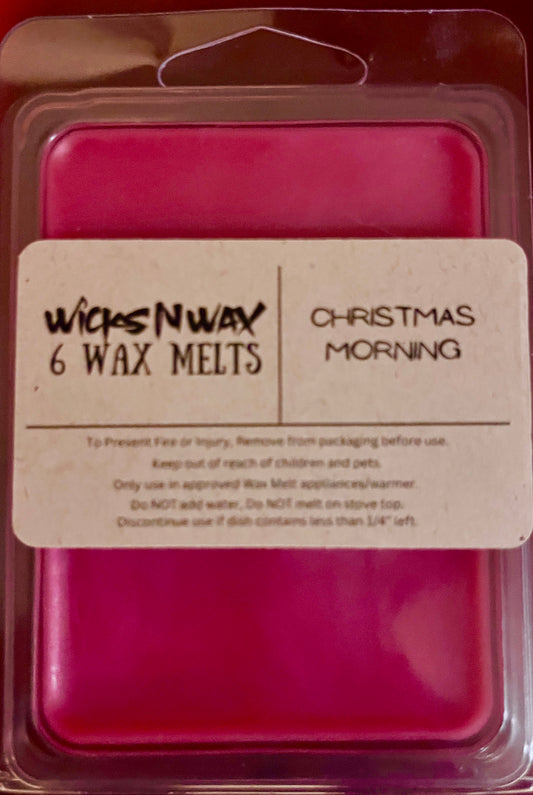 WICKS N WAX
6 WAX MELTS
CHRISTMAS
MORNING
To Prevent Fire or Injury, Remove from packaging before use.
Keep out of reach of children and pets.
Only use in approved Wax Melt appliances/warmer.
Do NOT add water, Do NOT melt on stove top.
Discontinue use if dish contains less than 1/4" left.